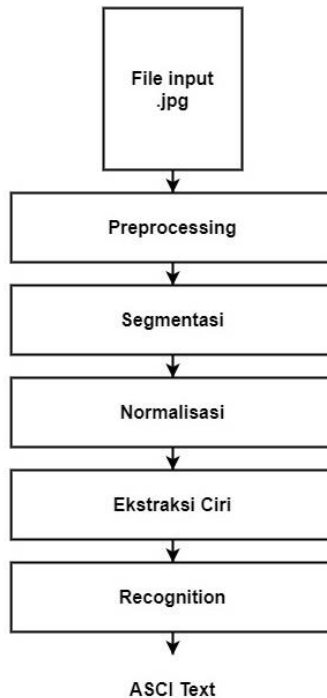 File input
.jpg
Preprocessing
Segmentasi
Normalisasi
Ekstraksi Ciri
Recognition
ASCI Text